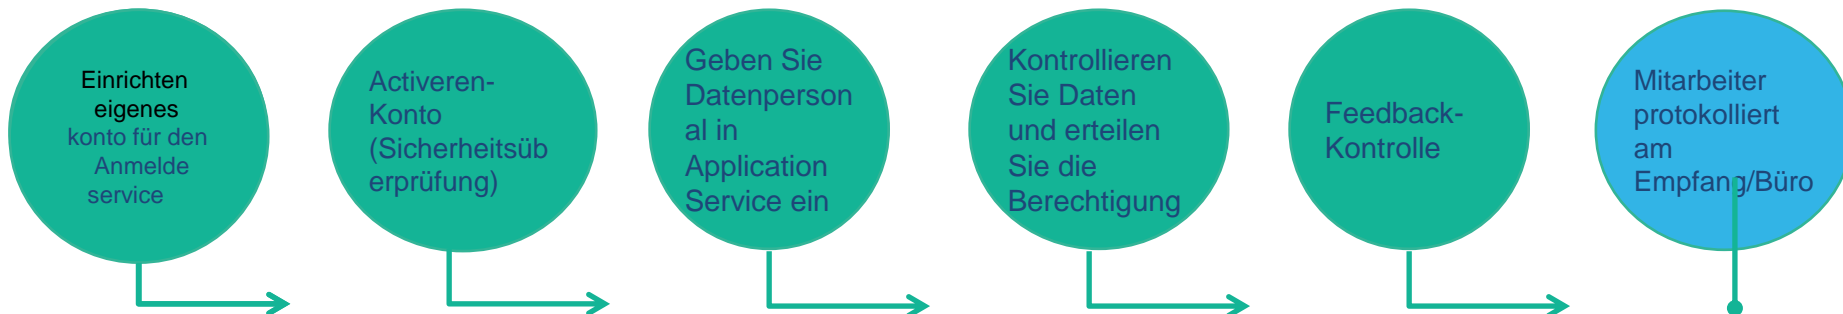 Einrichten
eigenes
konto für den
Anmelde
service
Activeren-
Konto
(Sicherheitsüb
erprüfung)
Geben Sie
Datenperson
al in
Application
Service ein
Kontrollieren
Sie Daten
und erteilen
Sie die
Berechtigung
Feedback-
Kontrolle
Mitarbeiter
protokolliert
am
Empfang/Büro